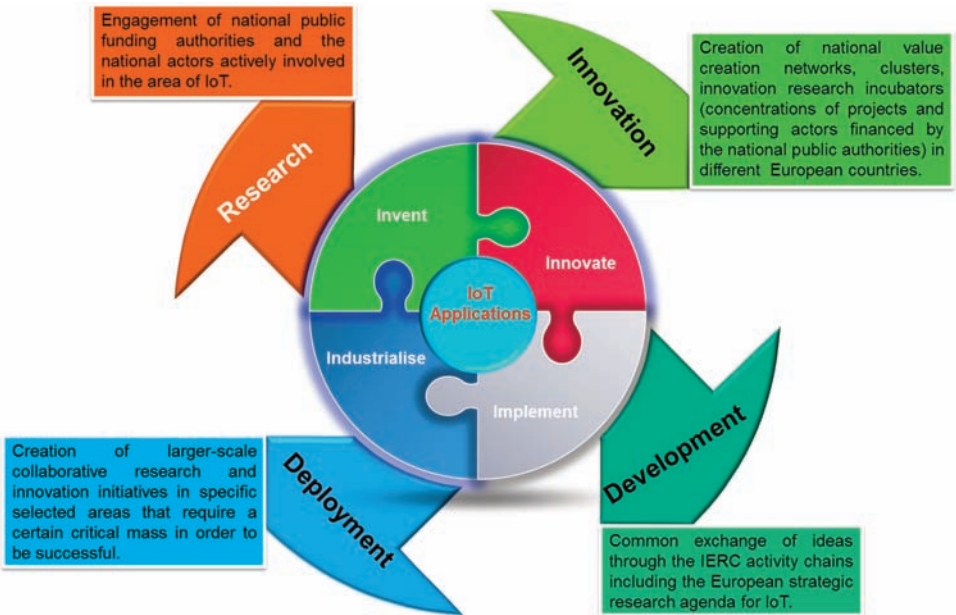 Engagement of national public
funding authorities and the
national actors actively involved
in the area of IoT.
Research
Innovation
Creation of national value
creation networks, clusters,
innovation research incubators
(concentrations of projects and
supporting actors financed by
the national public authorities) in
different European countries.
Invent
Innovate
IoT
Applications
Industrialise
Implement
Creation of larger-scale
collaborative research and
innovation initiatives in specific
selected areas that require a
certain critical mass in order to
be successful.
Deployment
Development
Common exchange of ideas
through the IERC activity chains
including the European strategic
research agenda for IoT.